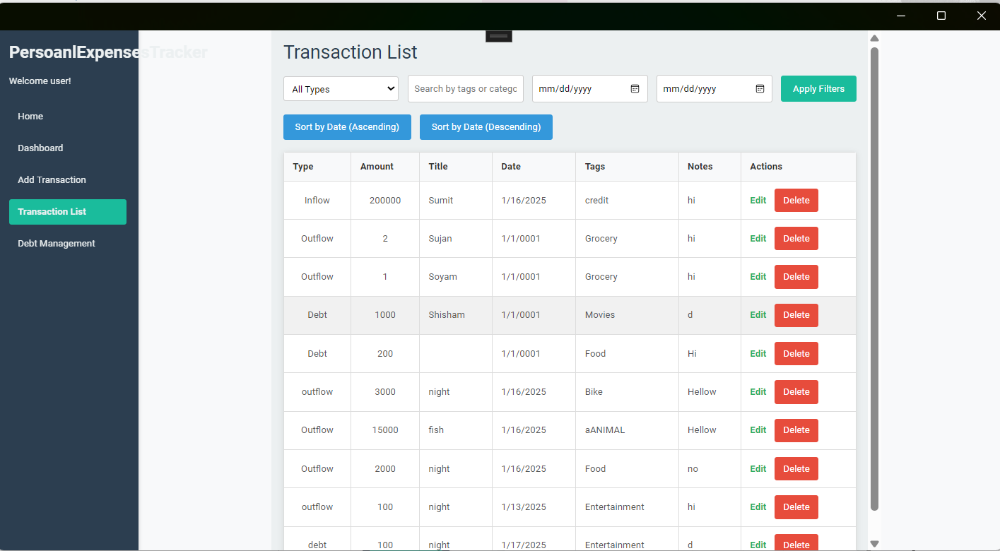 PersoanlExpensesTracker
Welcome user!
Home
Dashboard
Add Transaction
Transaction List
Debt Management
Transaction List
All Types
Search by tags or catego
mm/dd/yyyy
mm/dd/yyyy
Apply Filters
Sort by Date (Ascending)
Sort by Date (Descending)
Type Amount Title Date Tags Notes Actions
Inflow 200000 Sumit 1/16/2025 credit hi Edit Delete
Outflow 2 Sujan 1/1/0001 Grocery hi Edit Delete
Outflow 1 Soyam 1/1/0001 Grocery hi Edit Delete
Debt 1000 Shisham 1/1/0001 Movies d Edit Delete
Debt 200 1/1/0001 Food Hi Edit Delete
outflow 3000 night 1/16/2025 Bike Hellow Edit Delete
Outflow 15000 fish 1/16/2025 aANIMAL Hellow Edit Delete
Outflow 2000 night 1/16/2025 Food no Edit Delete
outflow 100 night 1/13/2025 Entertainment hi Edit Delete
debt 100 night 1/17/2025 Entertainment d Edit Delete